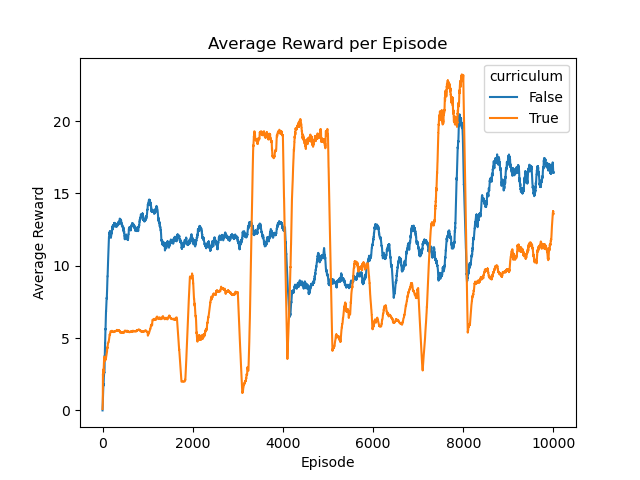 Average Reward per Episode
curriculum
False
True
Average Reward
20
15
10
5
0
0 2000 4000 6000 8000 10000
Episode